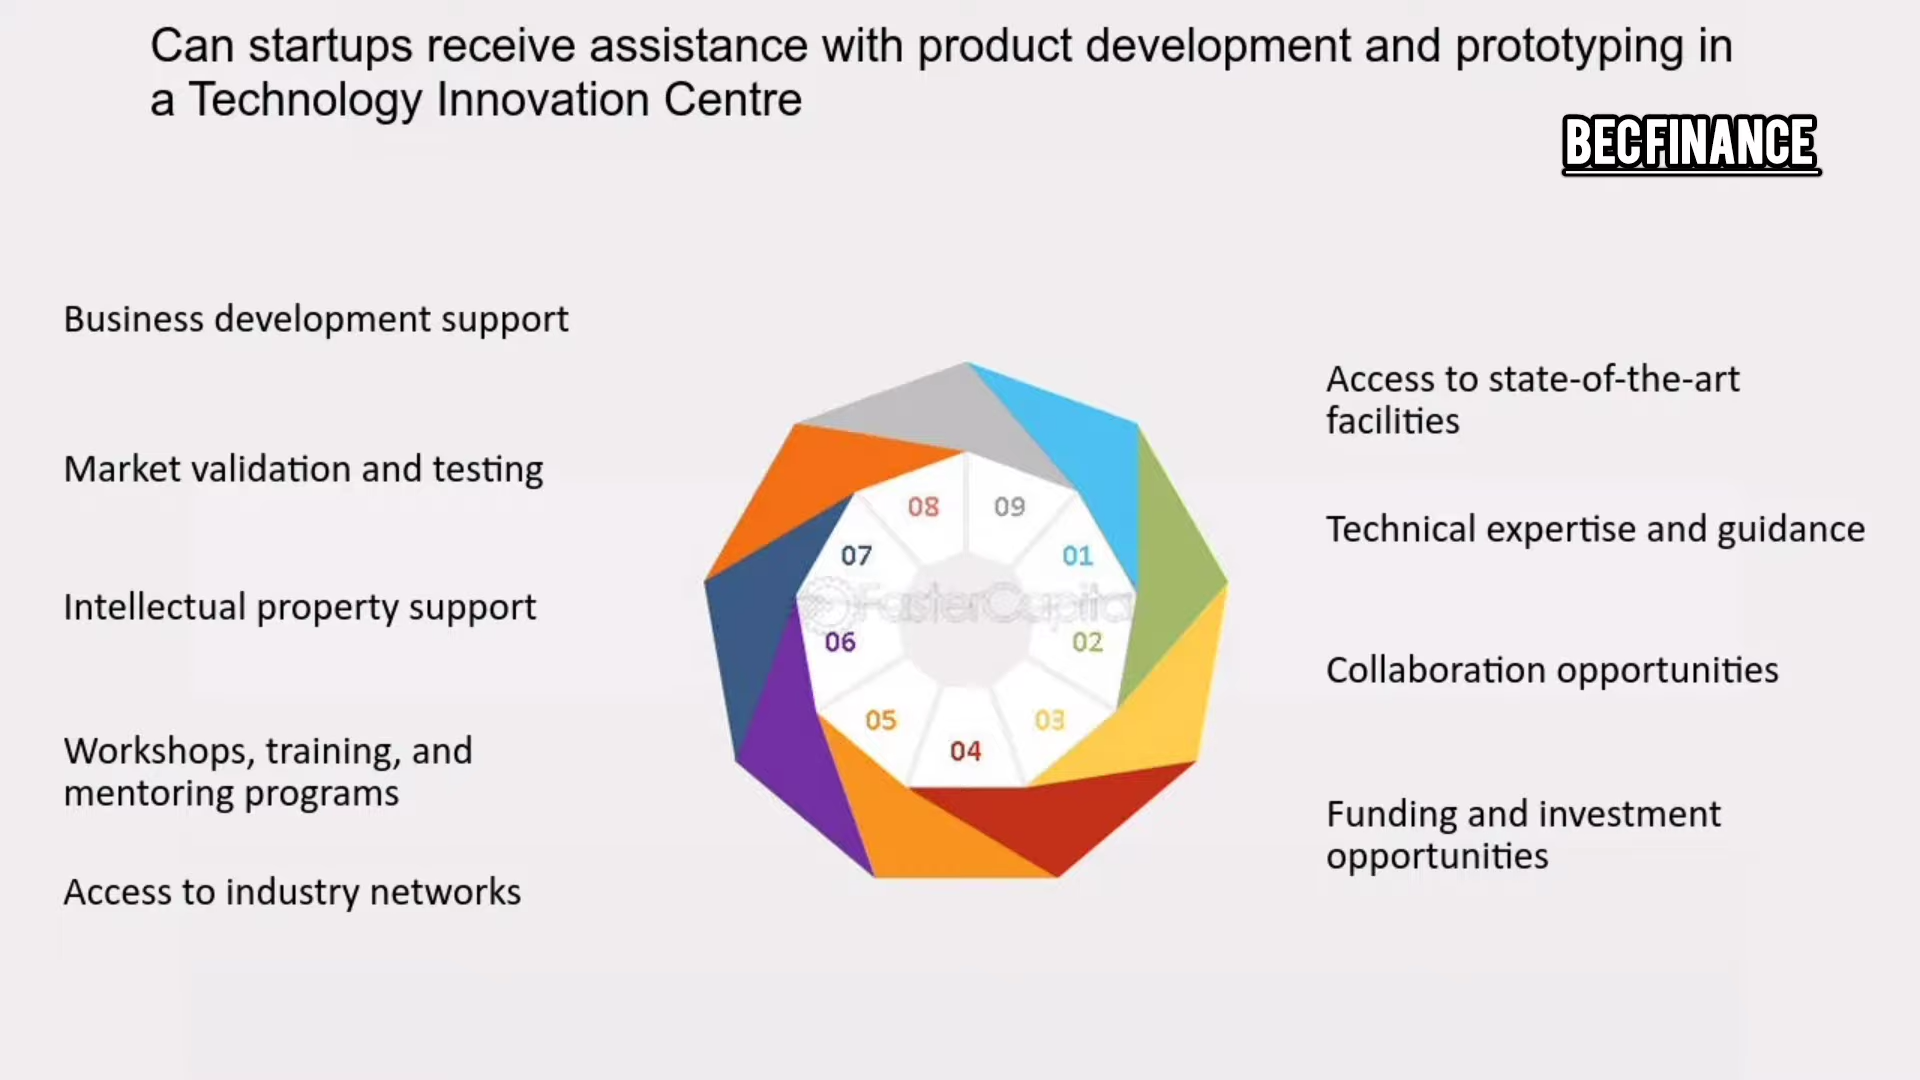 Can startups receive assistance with product development and prototyping in
a Technology Innovation Centre
BECFINANCE
Business development support
Market validation and testing
Intellectual property support
Workshops, training, and
mentoring programs
Access to industry networks
08
09
07
01
FasterCapital
06
02
05
03
04
Access to state-of-the-art
facilities
Technical expertise and guidance
Collaboration opportunities
Funding and investment
opportunities